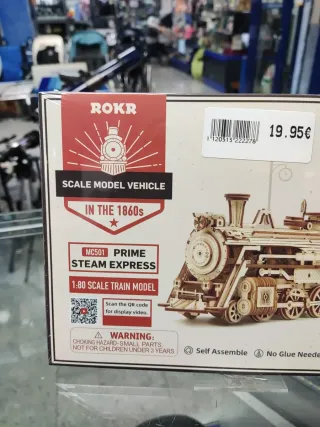 ROKR
19.95€
1120515222278
SCALE MODEL VEHICLE
IN THE 1860s
MC501 PRIME
STEAM EXPRESS
1:80 SCALE TRAIN MODEL
Scan the QR code
for display video.
WARNING:
CHOKING HAZARD-SMALL PARTS.
NOT FOR CHILDREN UNDER 3 YEARS
Self Assemble No Glue Neede